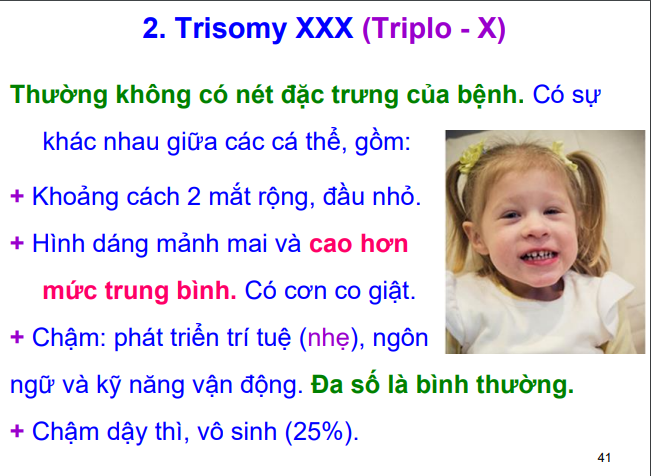 2. Trisomy XXX (Triplo - X)
Thường không có nét đặc trưng của bệnh. Có sự
khác nhau giữa các cá thể, gồm:
+ Khoảng cách 2 mắt rộng, đầu nhỏ.
+ Hình dáng mảnh mai và cao hơn
mức trung bình. Có cơn co giật.
+ Chậm: phát triển trí tuệ (nhẹ), ngôn
ngữ và kỹ năng vận động. Đa số là bình thường.
+ Chậm dậy thì, vô sinh (25%).
41